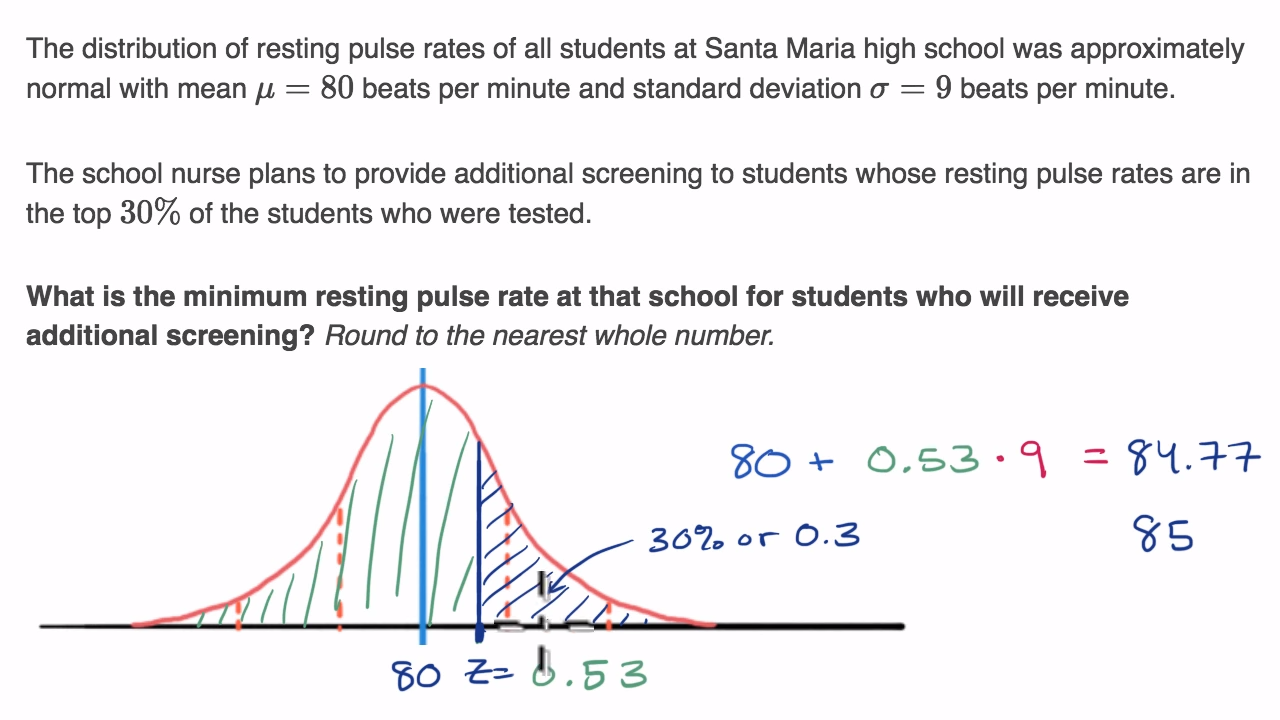 The distribution of resting pulse rates of all students at Santa Maria high school was approximately
normal with mean μ = 80 beats per minute and standard deviation σ = 9 beats per minute.
The school nurse plans to provide additional screening to students whose resting pulse rates are in
the top 30% of the students who were tested.
What is the minimum resting pulse rate at that school for students who will receive
additional screening? Round to the nearest whole number.
80 + 0.53 · 9 = 84.77
30% or 0.3
85
80 Z= 0.53